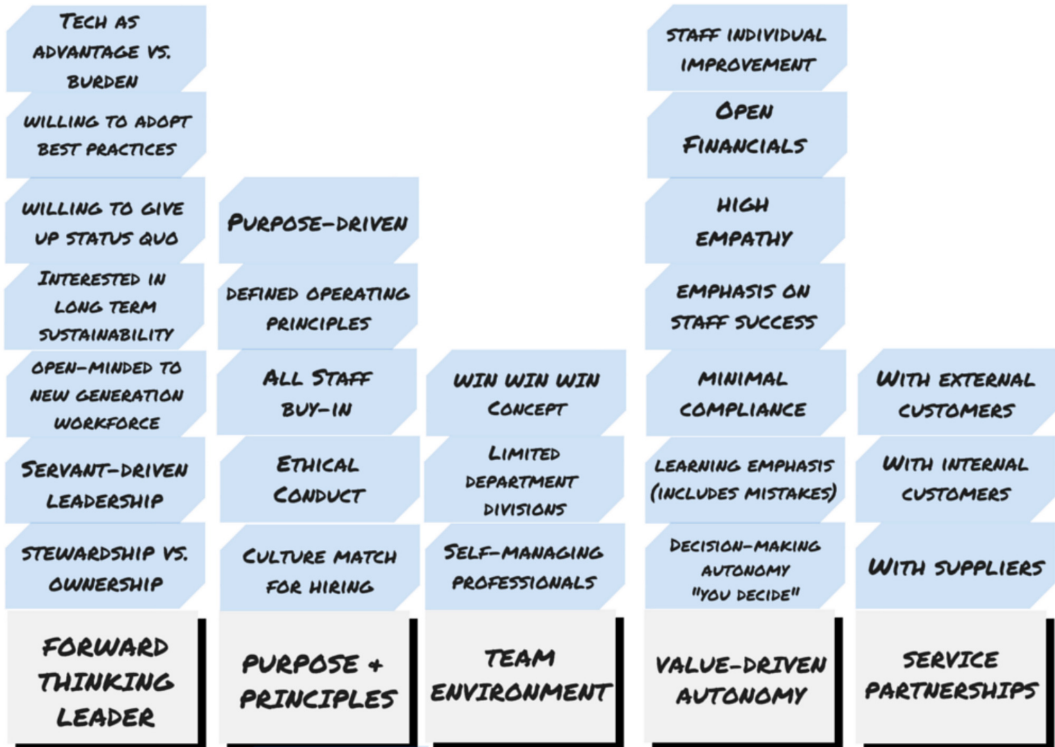 TECH AS
ADVANTAGE VS.
BURDEN
WILLING TO ADOPT
BEST PRACTICES
WILLING TO GIVE
UP STATUS QUO
INTERESTED IN
LONG TERM
SUSTAINABILITY
OPEN-MINDED TO
NEW GENERATION
WORKFORCE
SERVANT-DRIVEN
LEADERSHIP
STEWARDSHIP VS.
OWNERSHIP
FORWARD
THINKING
LEADER
PURPOSE-DRIVEN
DEFINED OPERATING
PRINCIPLES
ALL STAFF
BUY-IN
ETHICAL
CONDUCT
CULTURE MATCH
FOR HIRING
PURPOSE +
PRINCIPLES
WIN WIN WIN
CONCEPT
LIMITED
DEPARTMENT
DIVISIONS
SELF-MANAGING
PROFESSIONALS
TEAM
ENVIRONMENT
STAFF INDIVIDUAL
IMPROVEMENT
OPEN
FINANCIALS
HIGH
EMPATHY
EMPHASIS ON
STAFF SUCCESS
MINIMAL
COMPLIANCE
LEARNING EMPHASIS
(INCLUDES MISTAKES)
DECISION-MAKING
AUTONOMY
"YOU DECIDE"
VALUE-DRIVEN
AUTONOMY
WITH EXTERNAL
CUSTOMERS
WITH INTERNAL
CUSTOMERS
WITH SUPPLIERS
SERVICE
PARTNERSHIPS